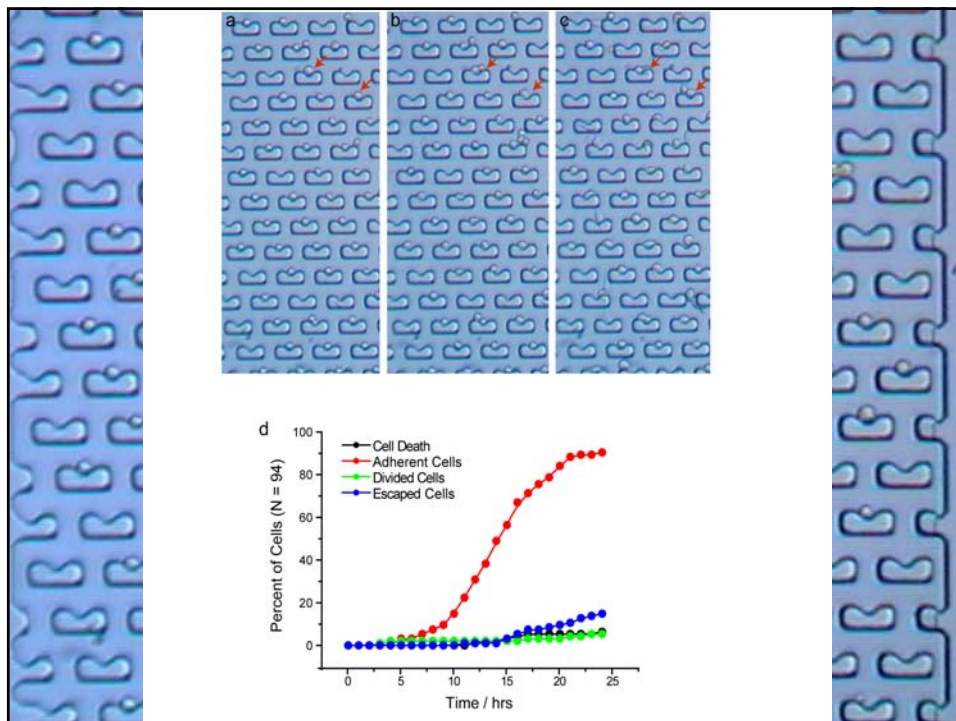 a b c
d
Percent of Cells (N = 94)
100
80
60
40
20
0
Cell Death
Adherent Cells
Divided Cells
Escaped Cells
0 5 10 15 20 25
Time / hrs